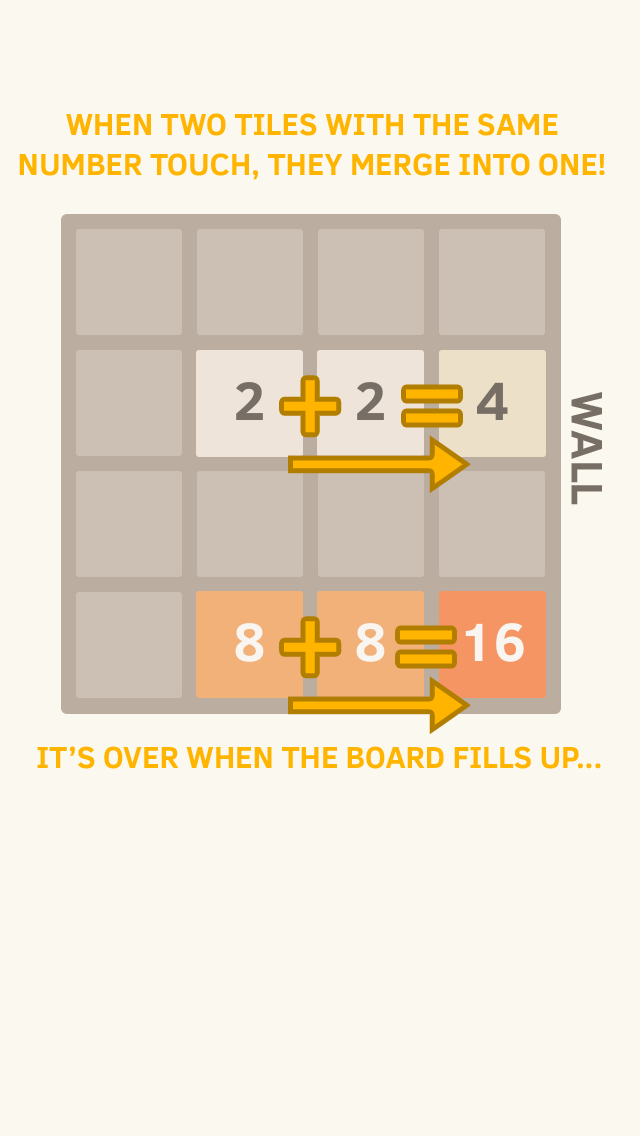 WHEN TWO TILES WITH THE SAME
NUMBER TOUCH, THEY MERGE INTO ONE!
2 + 2 = 4
WALL
8 + 8 = 16
IT’S OVER WHEN THE BOARD FILLS UP...